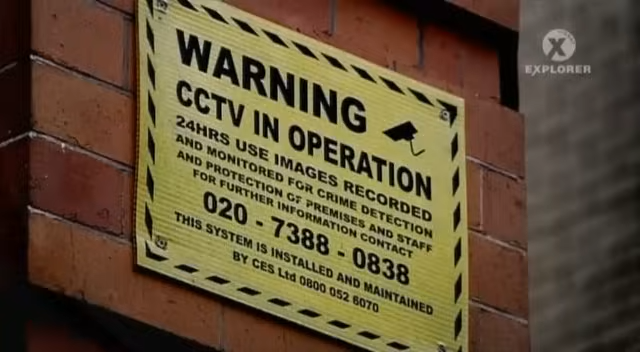 WARNING
CCTV IN OPERATION
24HRS USE IMAGES RECORDED
AND MONITORED FOR CRIME DETECTION
AND PROTECTION OF PREMISES AND STAFF
FOR FURTHER INFORMATION CONTACT
020 - 7388 - 0838
THIS SYSTEM IS INSTALLED AND MAINTAINED
BY CES Ltd 0800 052 6070
X
EXPLORER